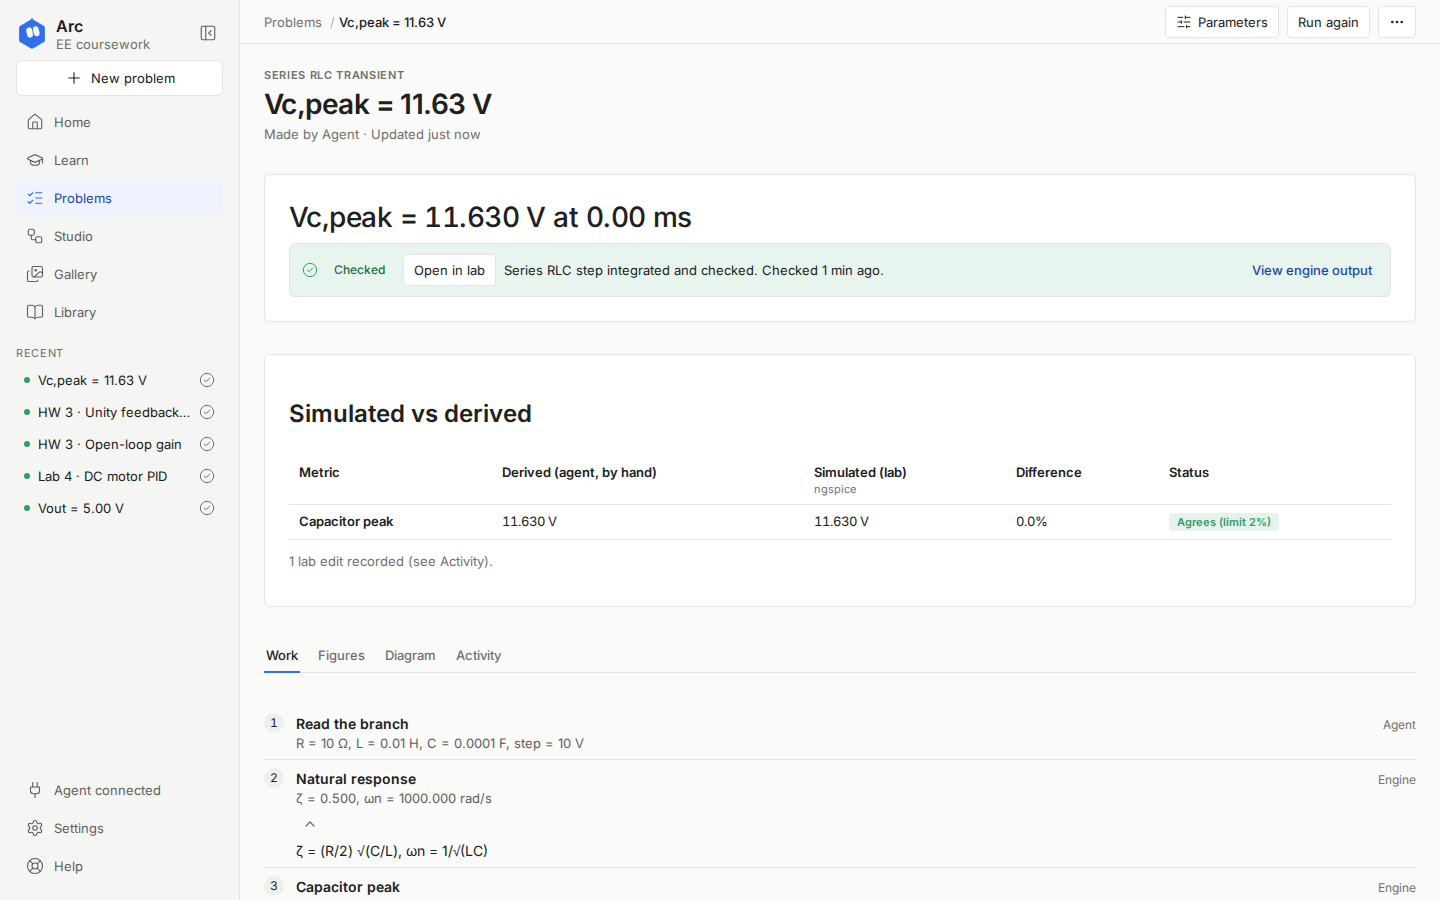 Arc
EE coursework
New problem
Home
Learn
Problems
Studio
Gallery
Library
RECENT
Vc,peak = 11.63 V
HW 3 · Unity feedback...
HW 3 · Open-loop gain
Lab 4 · DC motor PID
Vout = 5.00 V
Agent connected
Settings
Help
Problems / Vc,peak = 11.63 V
Parameters
Run again
SERIES RLC TRANSIENT
Vc,peak = 11.63 V
Made by Agent · Updated just now
Vc,peak = 11.630 V at 0.00 ms
Checked
Open in lab
Series RLC step integrated and checked. Checked 1 min ago.
View engine output
Simulated vs derived
Metric Derived (agent, by hand) Simulated (lab) Difference Status
ngspice
Capacitor peak 11.630 V 11.630 V 0.0% Agrees (limit 2%)
1 lab edit recorded (see Activity).
Work Figures Diagram Activity
1 Read the branch Agent
R = 10 Ω, L = 0.01 H, C = 0.0001 F, step = 10 V
2 Natural response Engine
ζ = 0.500, ωn = 1000.000 rad/s
ζ = (R/2) √(C/L), ωn = 1/√(LC)
3 Capacitor peak Engine